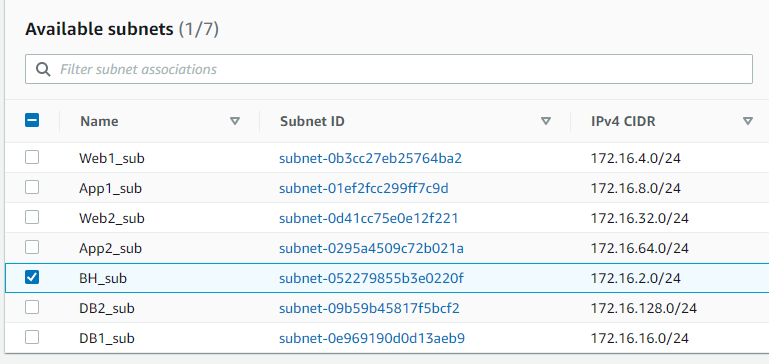 Available subnets (1/7)
Filter subnet associations
Name Subnet ID IPv4 CIDR
Web1_sub subnet-0b3cc27eb25764ba2 172.16.4.0/24
App1_sub subnet-01ef2fcc299ff7c9d 172.16.8.0/24
Web2_sub subnet-0d41cc75e0e12f221 172.16.32.0/24
App2_sub subnet-0295a4509c72b021a 172.16.64.0/24
BH_sub subnet-052279855b3e0220f 172.16.2.0/24
DB2_sub subnet-09b59b45817f5bcf2 172.16.128.0/24
DB1_sub subnet-0e969190d0d13aeb9 172.16.16.0/24